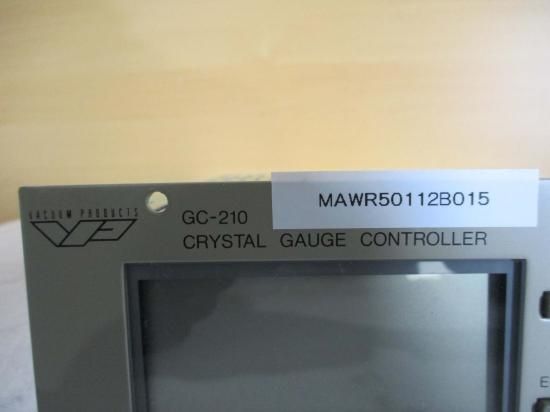 VACUUM PRODUCTS
GC-210
MAWR50112B015
CRYSTAL GAUGE CONTROLLER
E